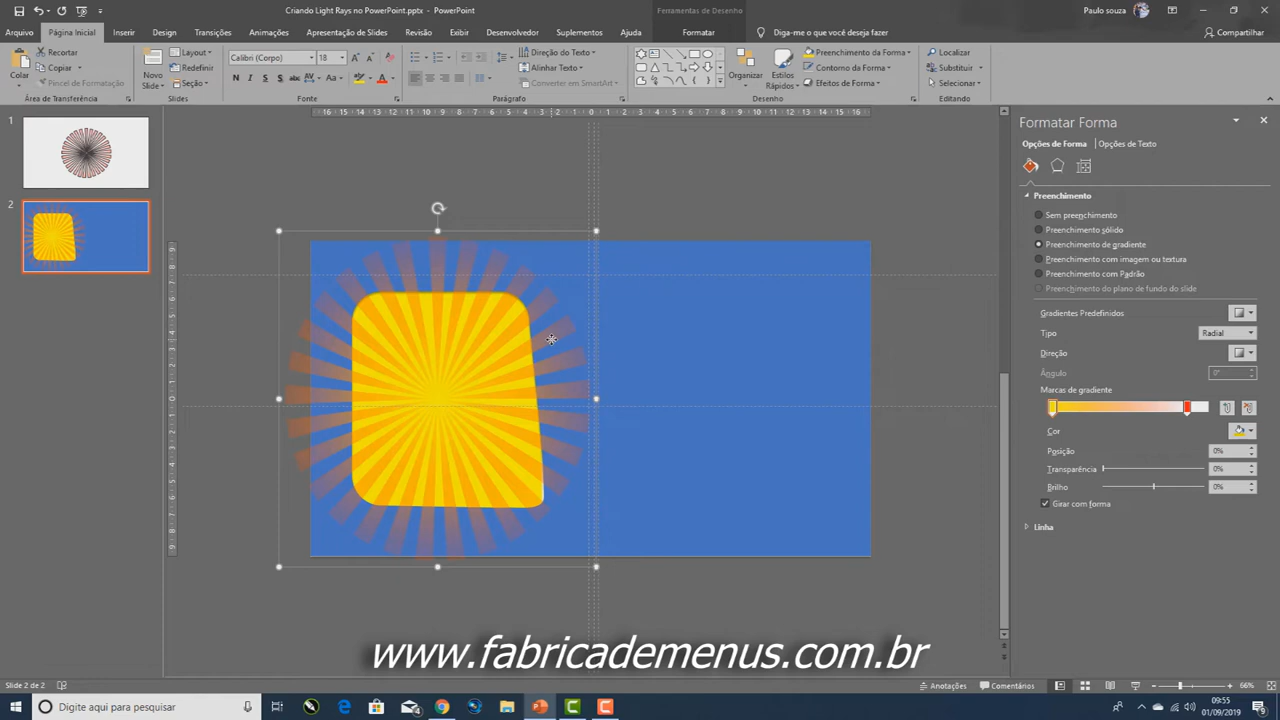 Criando Light Rays no PowerPoint.pptx - PowerPoint
Ferramentas de Desenho
Paulo souza
Arquivo
Página Inicial
Inserir
Design
Transições
Animações
Apresentação de Slides
Revisão
Exibir
Desenvolvedor
Suplementos
Ajuda
Formatar
Diga-me o que você deseja fazer
Compartilhar
Colar
Recortar
Copiar
Pincel de Formatação
Área de Transferência
Novo
Slide
Layout
Redefinir
Seção
Slides
Calibri (Corpo)
18
Fonte
Direção do Texto
Alinhar Texto
Converter em SmartArt
Parágrafo
Organizar
Estilos
Rápidos
Preenchimento da Forma
Contorno da Forma
Efeitos de Forma
Desenho
Localizar
Substituir
Selecionar
Editando
1
2
Formatar Forma
Opções de Forma
Opções de Texto
Preenchimento
Sem preenchimento
Preenchimento sólido
Preenchimento de gradiente
Preenchimento com imagem ou textura
Preenchimento com Padrão
Preenchimento do plano de fundo do slide
Gradientes Predefinidos
Tipo
Radial
Direção
Ângulo
0°
Marcas de gradiente
Cor
Posição
0%
Transparência
0%
Brilho
0%
Girar com forma
Linha
www.fabricademenus.com.br
Slide 2 de 2
Anotações
Comentários
66%
Digite aqui para pesquisar
09:55
01/09/2019